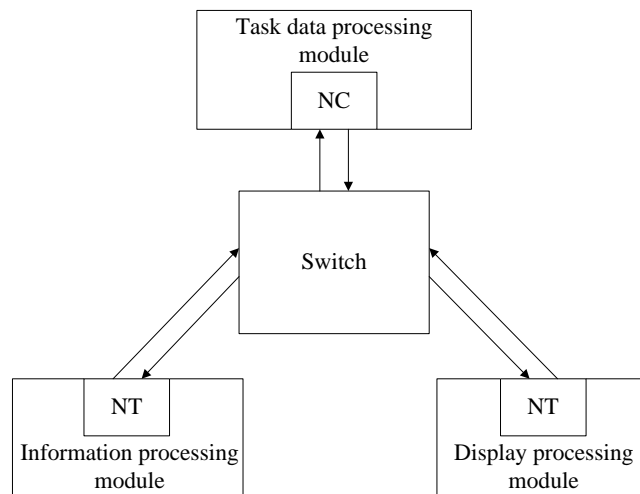 Task data processing
module
NC
Switch
NT
Information processing
module
NT
Display processing
module